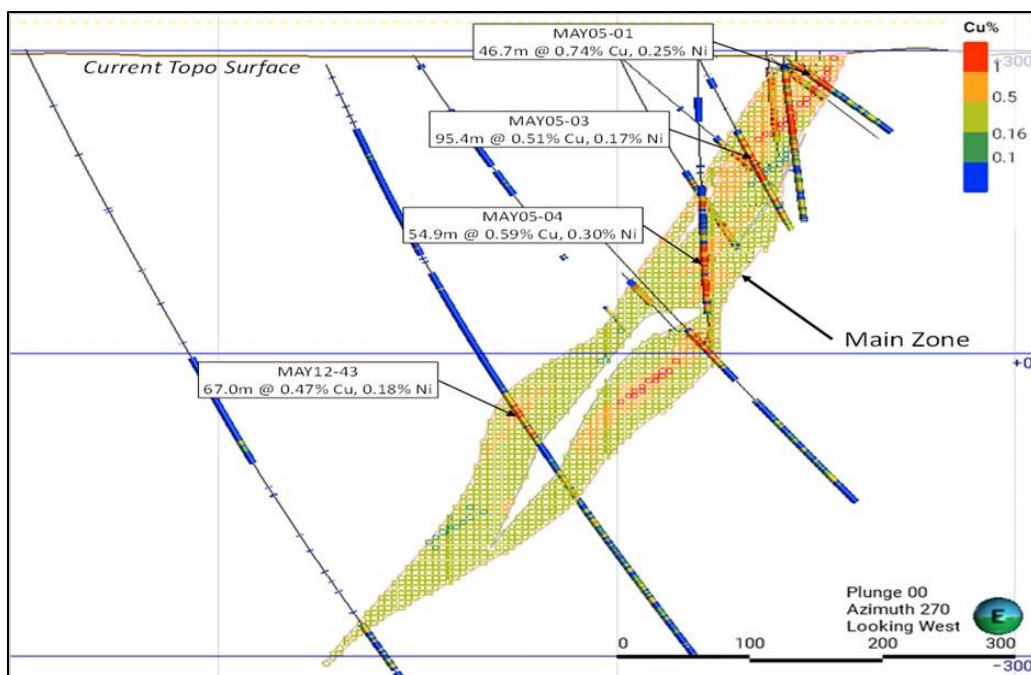 MAY05-01
46.7m @ 0.74% Cu, 0.25% Ni
Cu%
1
0.5
0.16
0.1
+300
Current Topo Surface
MAY05-03
95.4m @ 0.51% Cu, 0.17% Ni
MAY05-04
54.9m @ 0.59% Cu, 0.30% Ni
Main Zone
+0
MAY12-43
67.0m @ 0.47% Cu, 0.18% Ni
Plunge 00
Azimuth 270
Looking West
E
0 100 200 300
-300